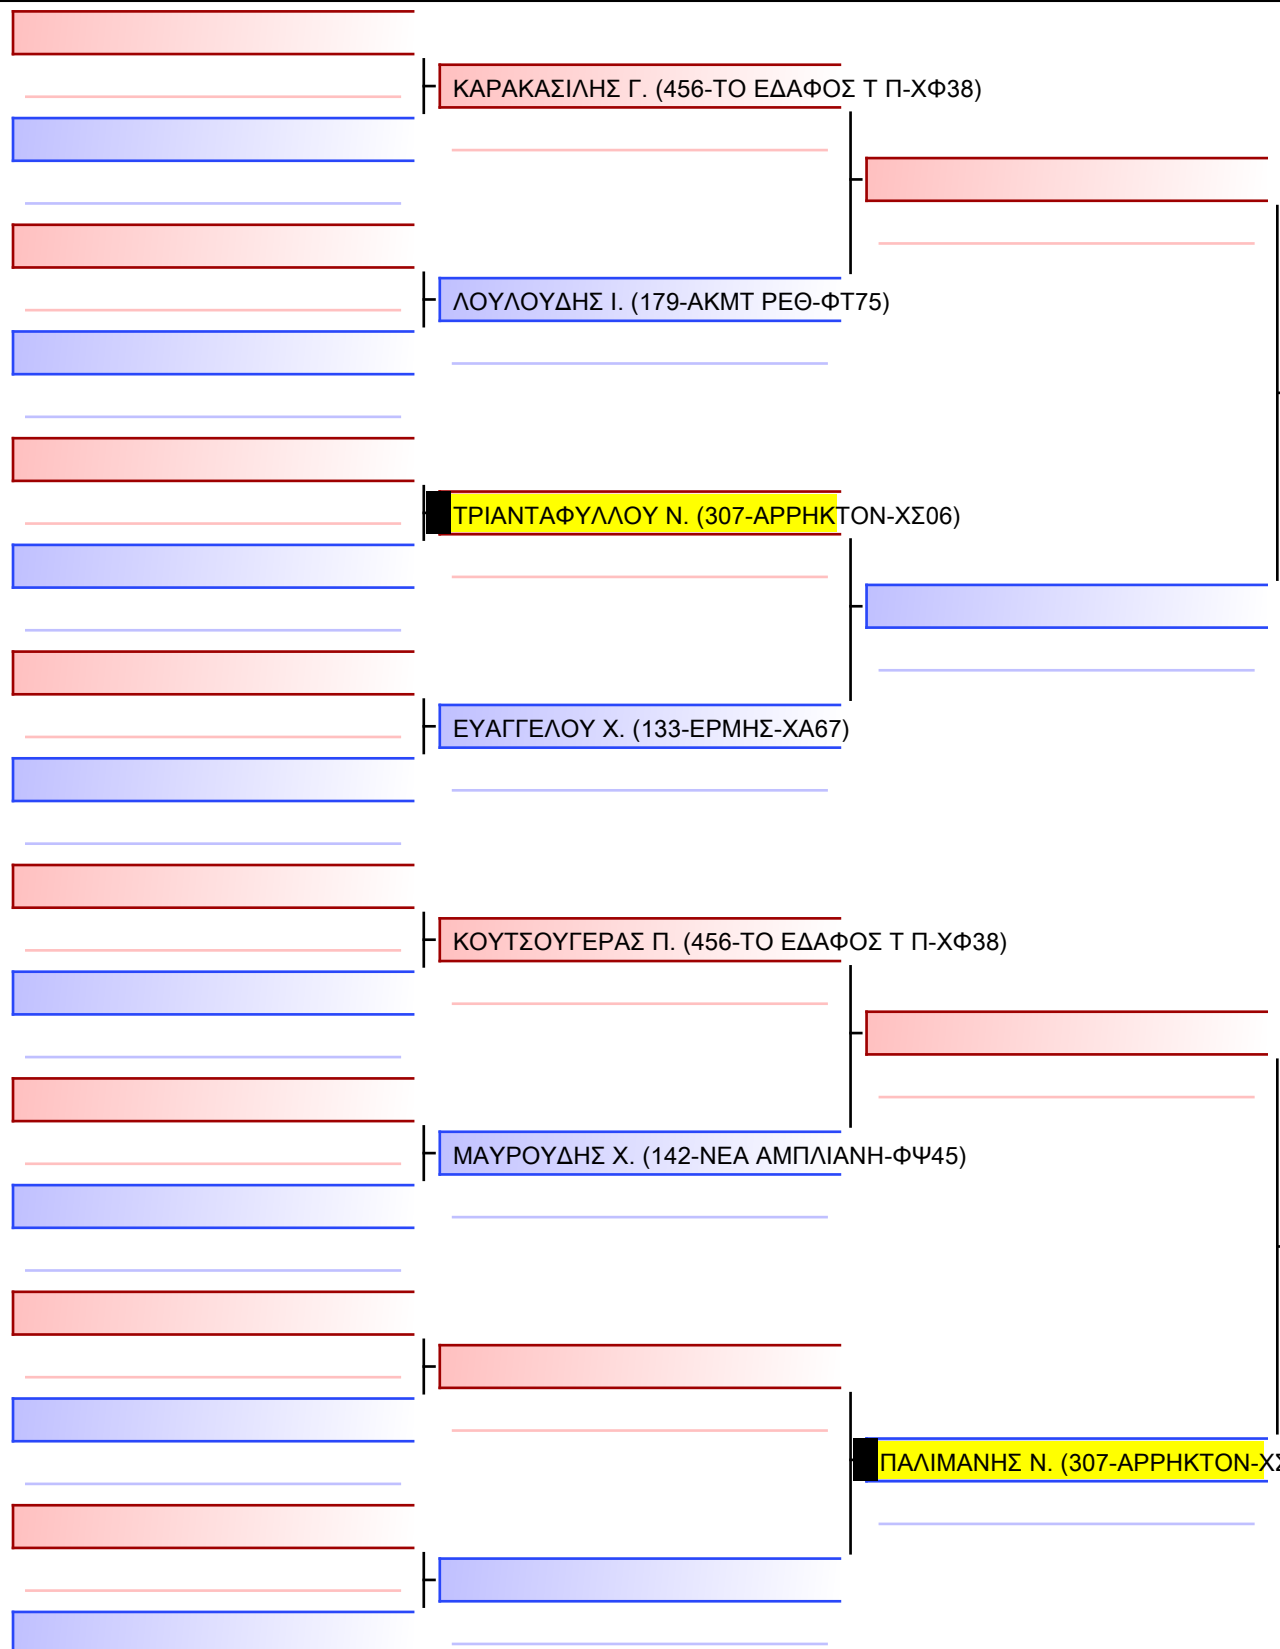 ΚΑΡΑΚΑΣΙΛΗΣ Γ. (456-ΤΟ ΕΔΑΦΟΣ Τ Π-ΧΦ38)
ΛΟΥΛΟΥΔΗΣ Ι. (179-ΑΚΜΤ ΡΕΘ-ΦΤ75)
ΤΡΙΑΝΤΑΦΥΛΛΟΥ Ν. (307-ΑΡΡΗΚΤΟΝ-ΧΣ06)
ΕΥΑΓΓΕΛΟΥ Χ. (133-ΕΡΜΗΣ-ΧΑ67)
ΚΟΥΤΣΟΥΓΕΡΑΣ Π. (456-ΤΟ ΕΔΑΦΟΣ Τ Π-ΧΦ38)
ΜΑΥΡΟΥΔΗΣ Χ. (142-ΝΕΑ ΑΜΠΛΙΑΝΗ-ΦΨ45)
ΠΑΛΙΜΑΝΗΣ Ν. (307-ΑΡΡΗΚΤΟΝ-ΧΣ